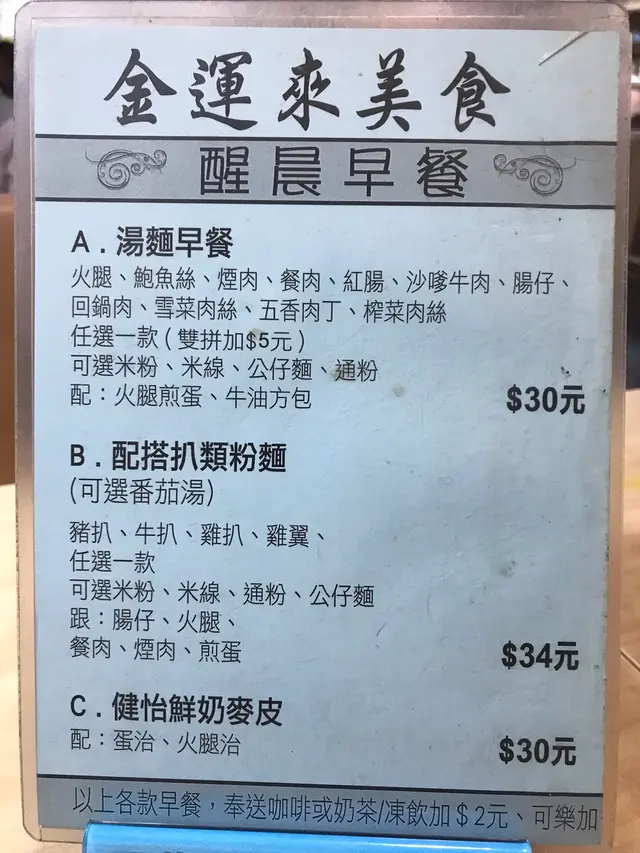 金運來美食
醒晨早餐
A．湯麵早餐
火腿、鮑魚絲、煙肉、餐肉、紅腸、沙嗲牛肉、腸仔、
回鍋肉、雪菜肉絲、五香肉丁、榨菜肉絲
任選一款 ( 雙拼加$5元 )
可選米粉、米線、公仔麵、通粉
配：火腿煎蛋、牛油方包
$30元
B．配搭扒類粉麵
(可選番茄湯)
豬扒、牛扒、雞扒、雞翼、
任選一款
可選米粉、米線、通粉、公仔麵
跟：腸仔、火腿、
餐肉、煙肉、煎蛋
$34元
C．健怡鮮奶麥皮
配：蛋治、火腿治
$30元
以上各款早餐，奉送咖啡或奶茶/凍飲加＄2元、可樂加